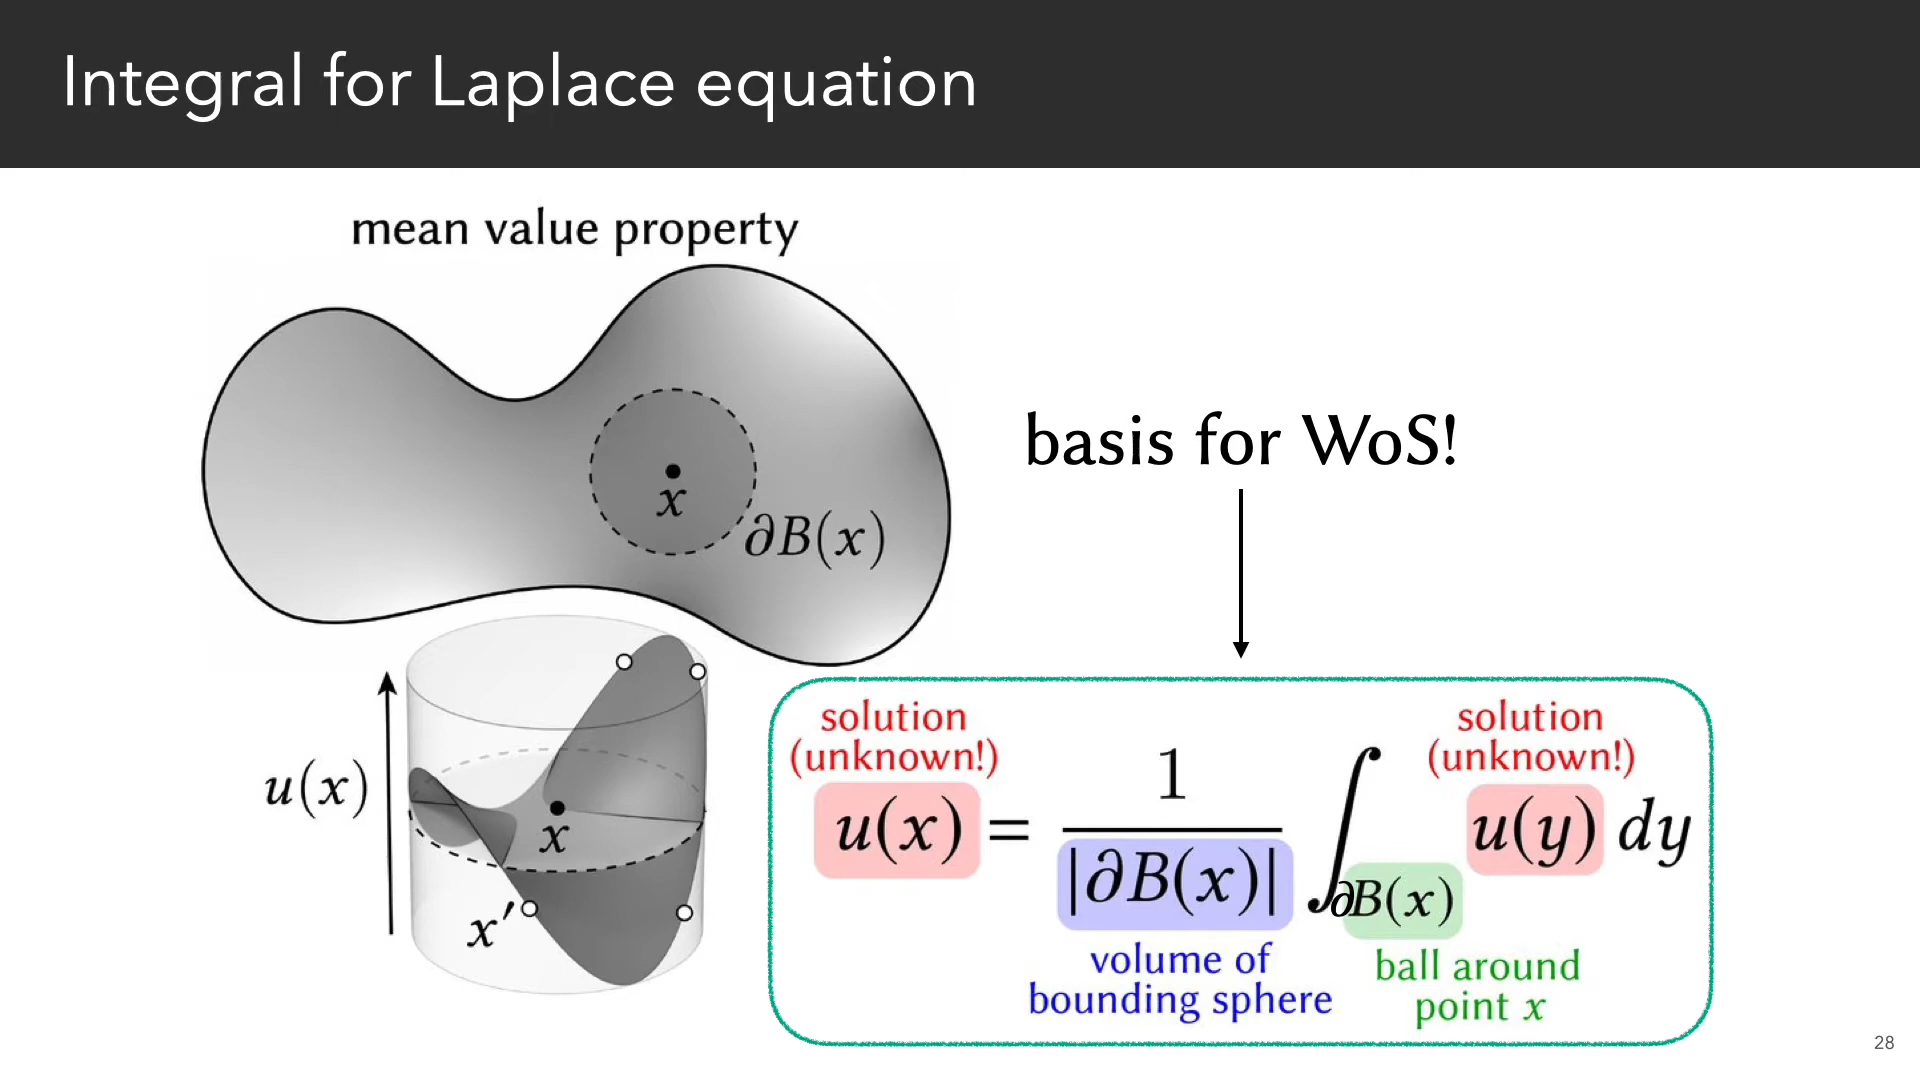 Integral for Laplace equation
mean value property
x
∂B(x)
basis for WoS!
u(x)
x
x′
solution
(unknown!)
solution
(unknown!)
u(x) = 1 / |∂B(x)| ∫_∂B(x) u(y) dy
volume of
bounding sphere
ball around
point x
28